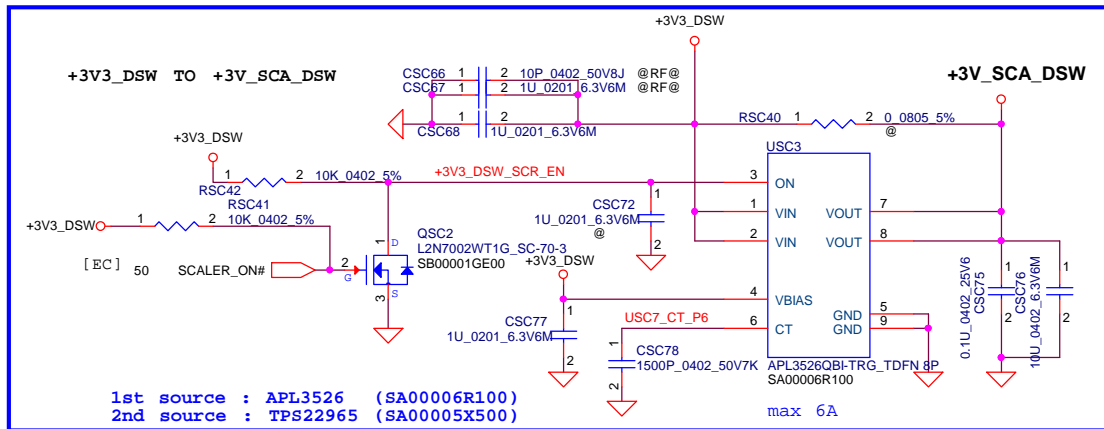 +3V3_DSW TO +3V_SCA_DSW
+3V3_DSW
+3V_SCA_DSW
CSC66 1 2 10P_0402_50V8J @RF@
CSC67 1 2 1U_0201_6.3V6M @RF@
CSC68 1 2 1U_0201_6.3V6M
RSC40 1 2 0_0805_5%
@
+3V3_DSW
1 2 10K_0402_5%
RSC42
+3V3_DSW_SCR_EN
RSC41
+3V3_DSW 1 2 10K_0402_5%
[EC] 50 SCALER_ON#
QSC2
L2N7002WT1G_SC-70-3
SB00001GE00
1 D
2 G
3 S
CSC72
1U_0201_6.3V6M
@
1
2
+3V3_DSW
CSC77
1U_0201_6.3V6M
1
2
USC7_CT_P6
CSC78
1500P_0402_50V7K
1
2
USC3
3 ON
1 VIN VOUT 7
2 VIN VOUT 8
4 VBIAS
GND 5
6 CT GND 9
APL3526QBI-TRG_TDFN 8P
SA00006R100
0.1U_0402_25V6
CSC75
1
2
CSC76
10U_0402_6.3V6M
1
2
1st source : APL3526 (SA00006R100)
2nd source : TPS22965 (SA00005X500)
max 6A